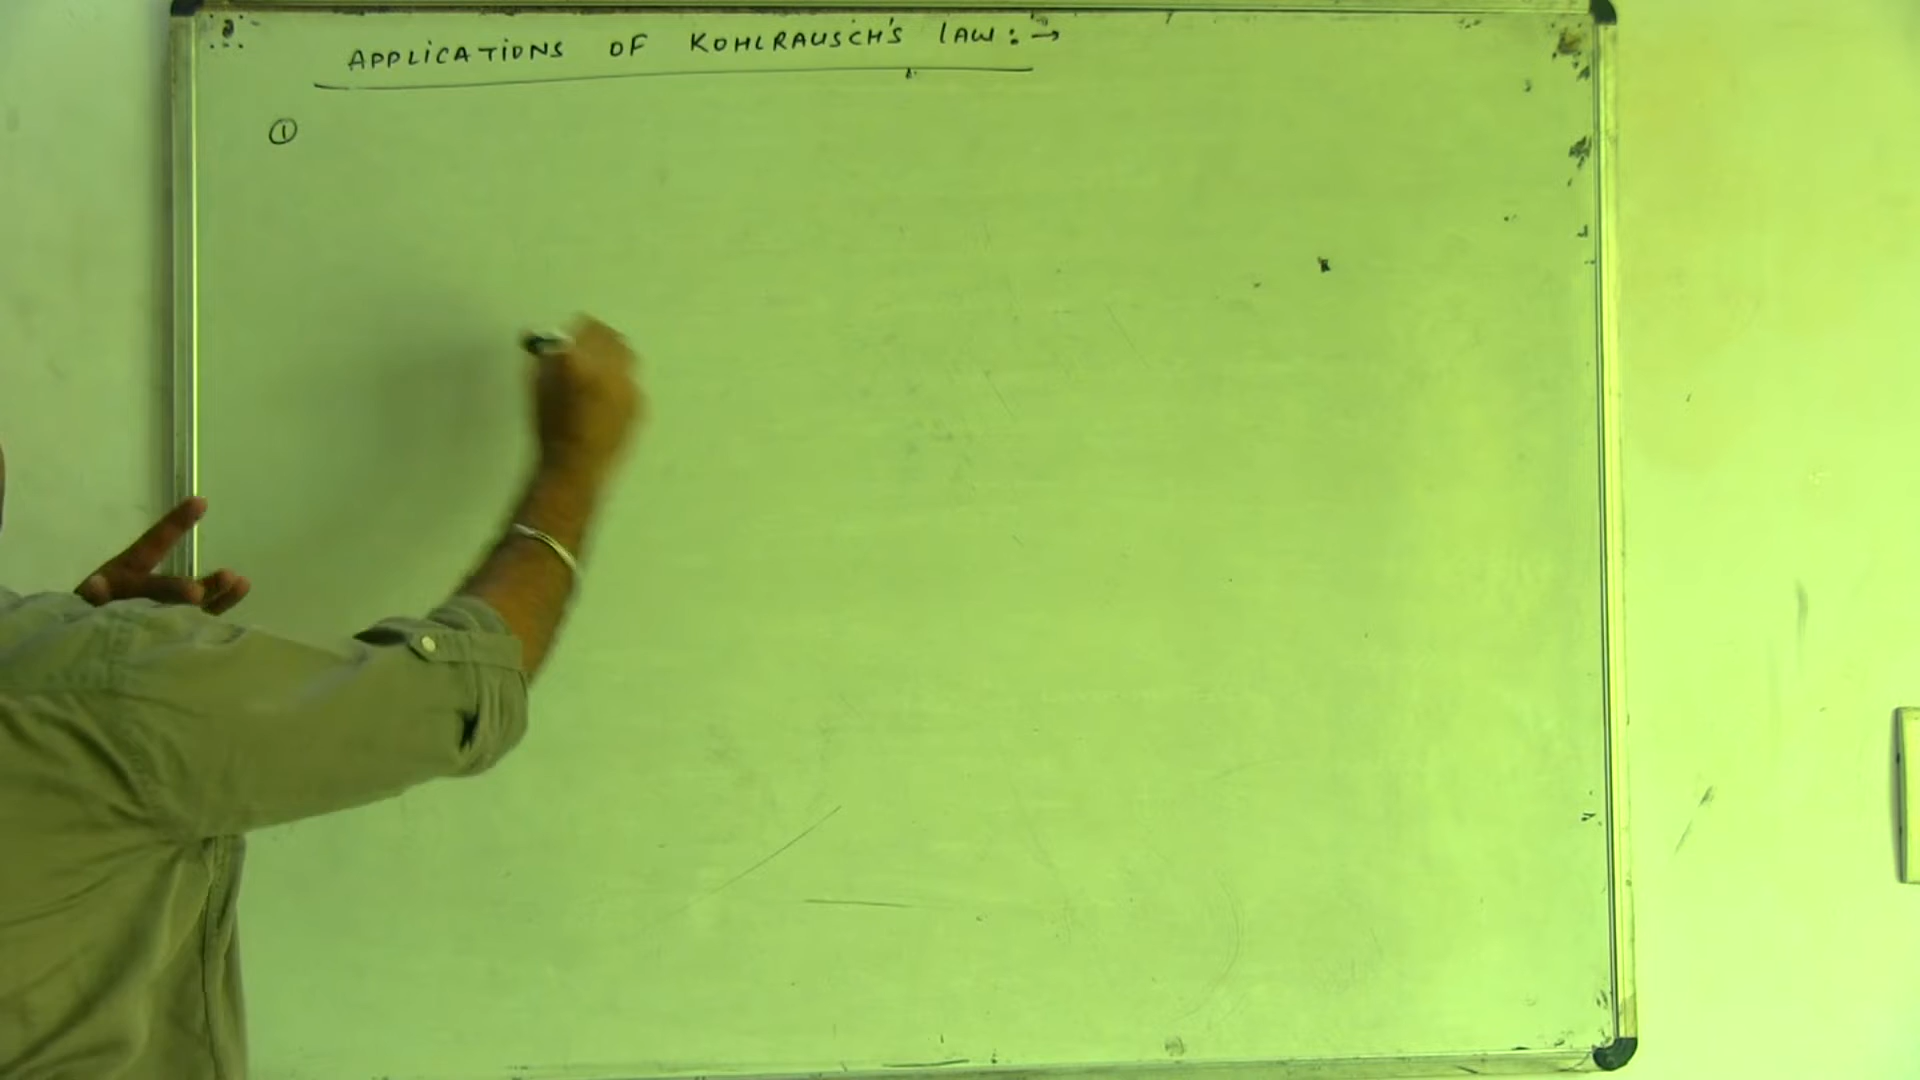 APPLiCATiONS OF KOHLRAUSCH'S LAW: →
①